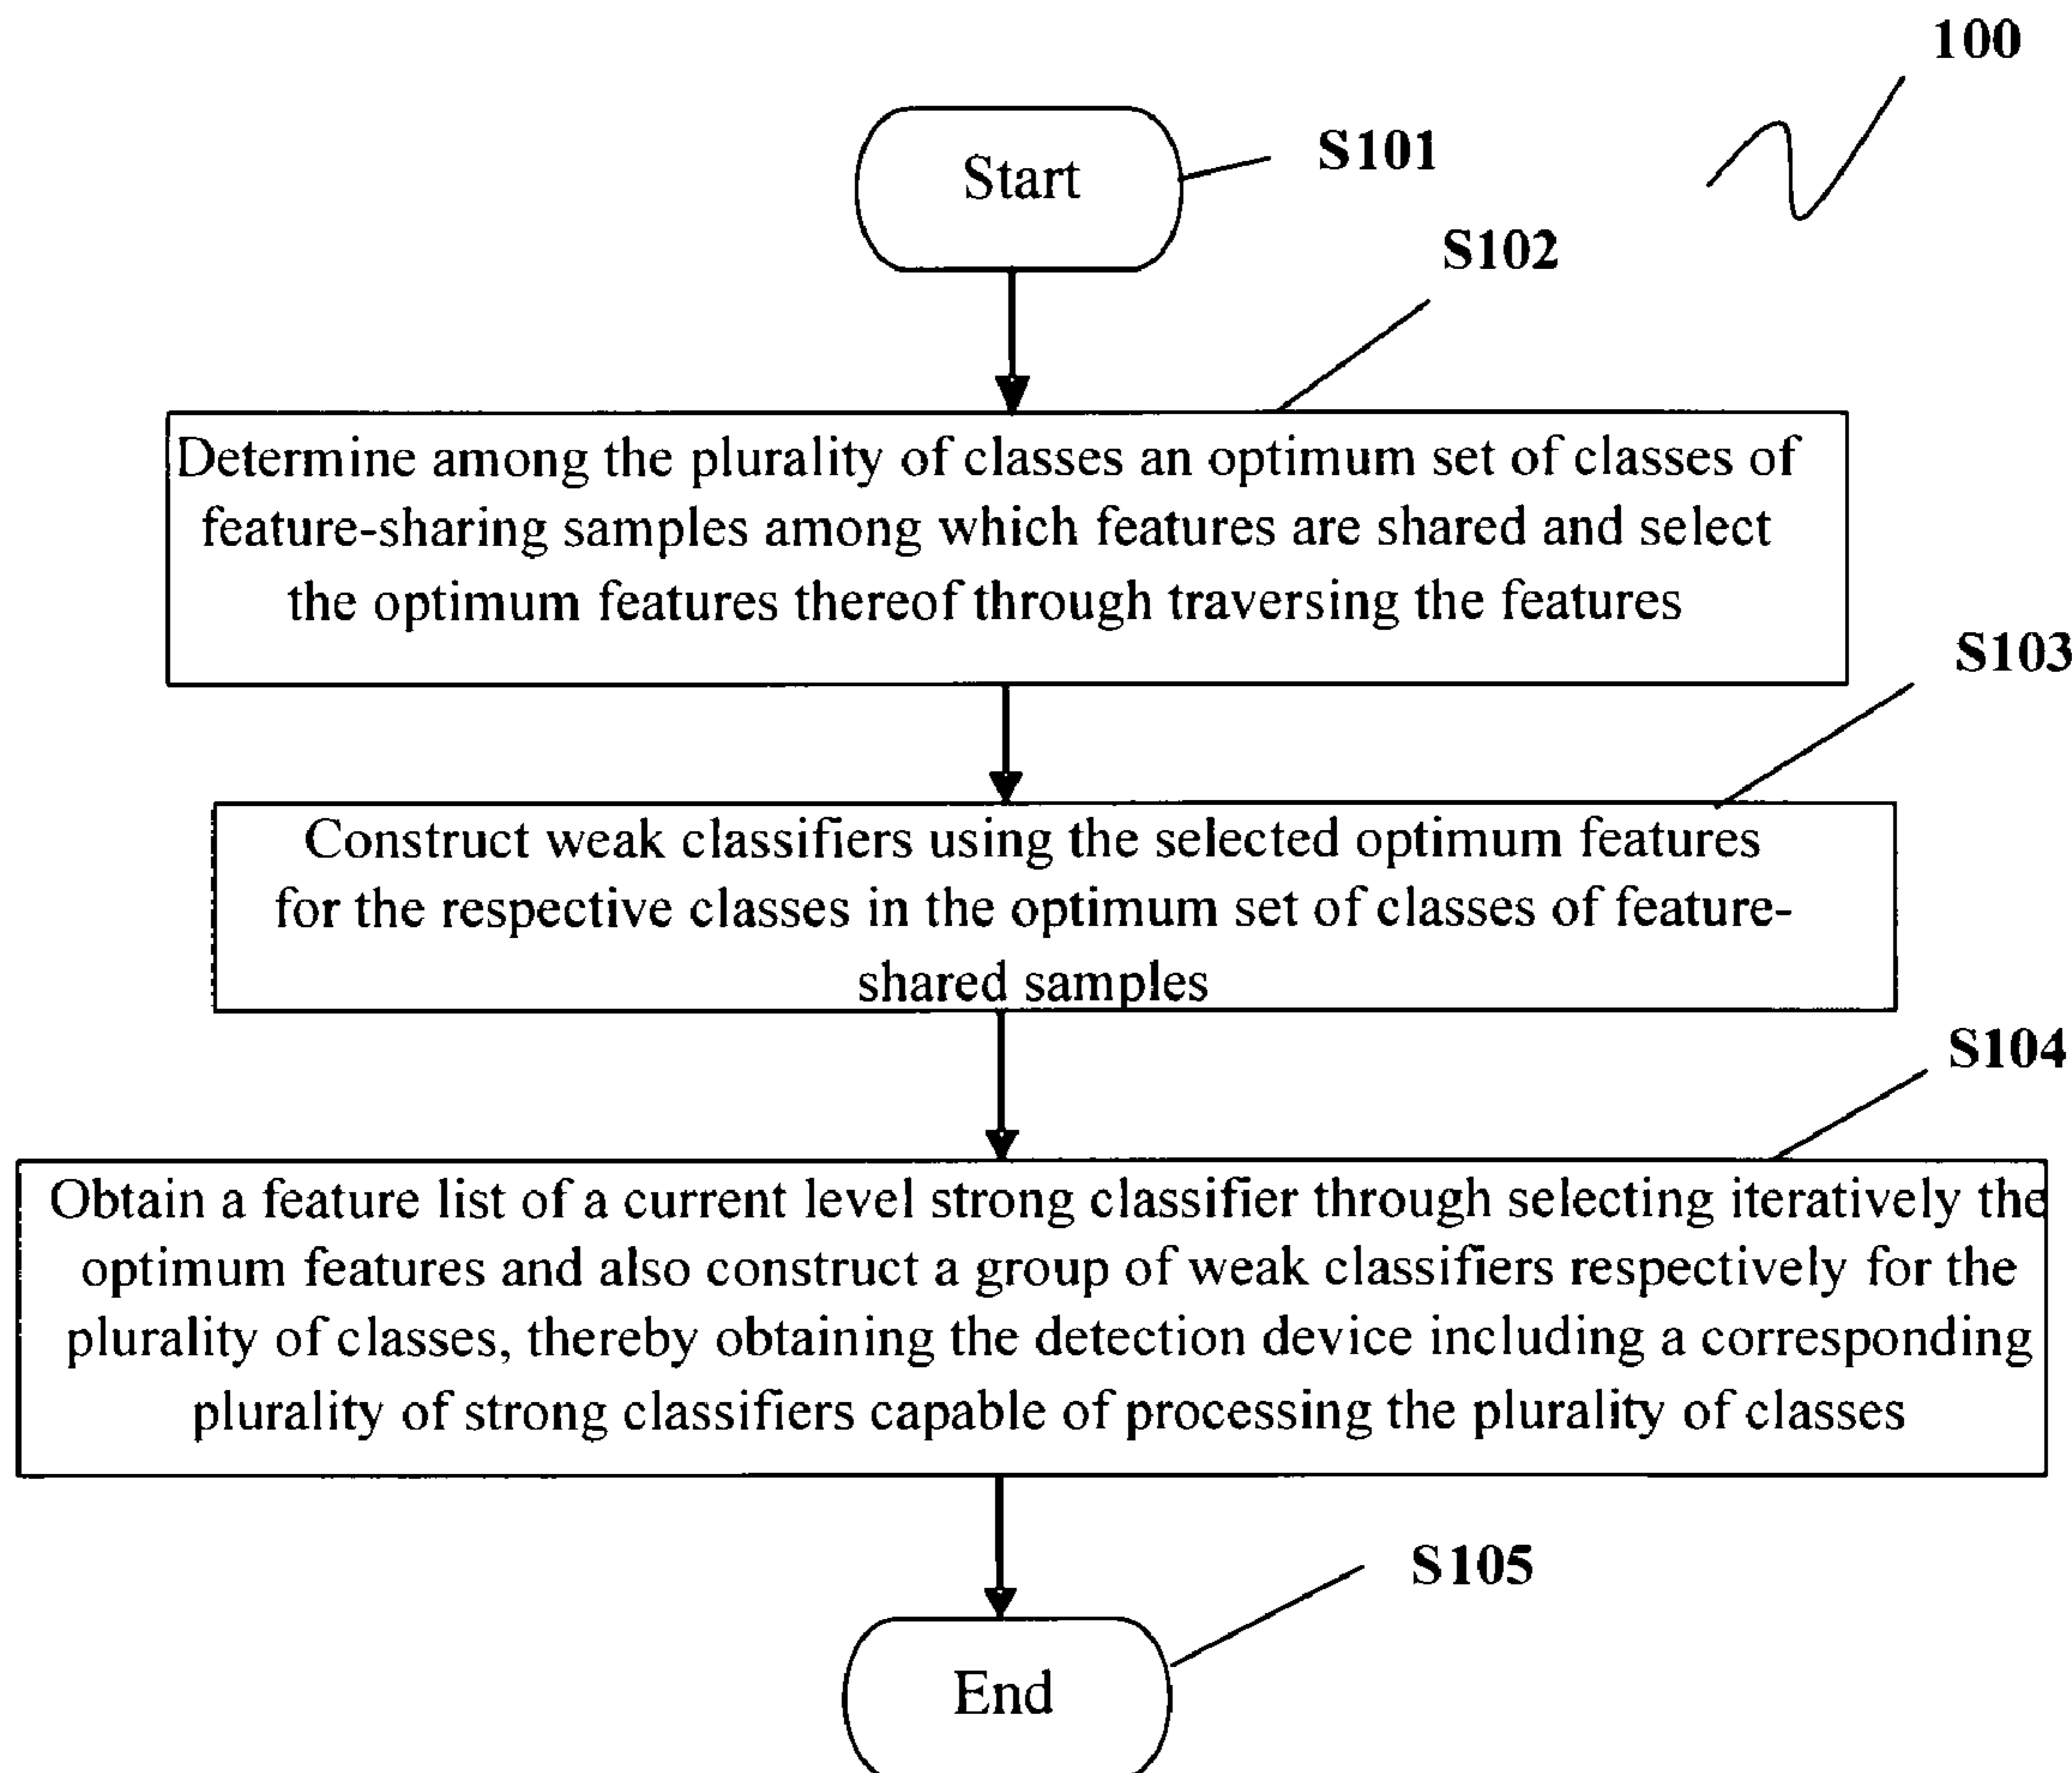 100
Start
S101
S102
Determine among the plurality of classes an optimum set of classes of
feature-sharing samples among which features are shared and select
the optimum features thereof through traversing the features
S103
Construct weak classifiers using the selected optimum features
for the respective classes in the optimum set of classes of feature-
shared samples
S104
Obtain a feature list of a current level strong classifier through selecting iteratively the
optimum features and also construct a group of weak classifiers respectively for the
plurality of classes, thereby obtaining the detection device including a corresponding
plurality of strong classifiers capable of processing the plurality of classes
S105
End